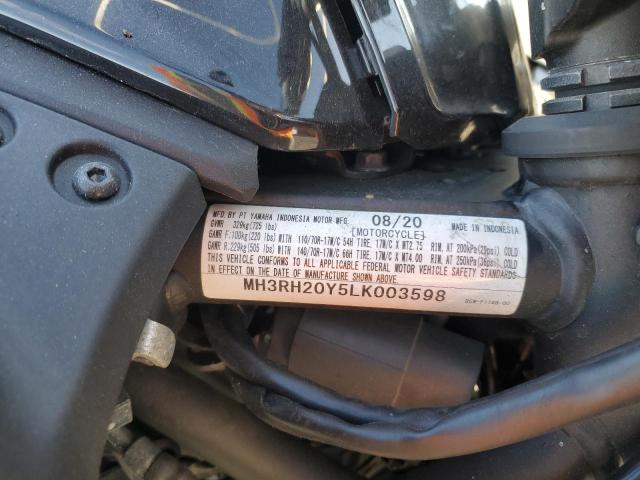 MFD. BY PT YAMAHA INDONESIA MOTOR MFG. 08/20 MADE IN INDONESIA
GVWR 329kg(725 lbs) [MOTORCYCLE]
GAWR F:100kg(220 lbs)WITH 110/70R-17M/C 54H TIRE, 17M/C X MT2.75 RIM, AT 200kPa(29psi) COLD
GAWR R:229kg(505 lbs)WITH 140/70R-17M/C 66H TIRE, 17M/C X MT4.00 RIM, AT 250kPa(36psi) COLD
THIS VEHICLE CONFORMS TO ALL APPLICABLE FEDERAL MOTOR VEHICLE SAFETY STANDARDS
IN EFFECT ON THE DATE OF MANUFACTURE SHOWN ABOVE.
MH3RH20Y5LK003598